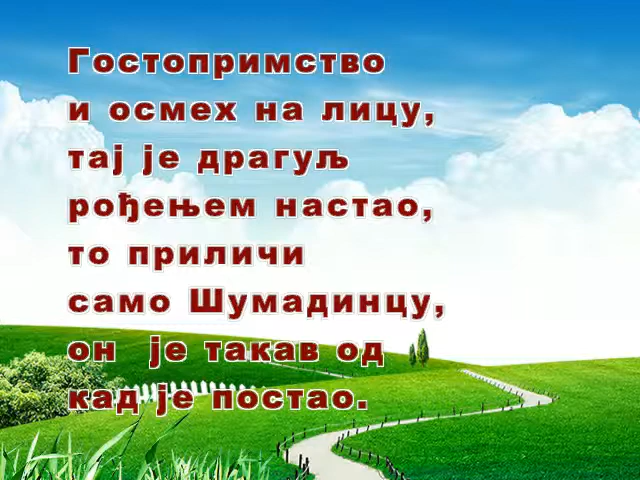 Гостопримство
и осмех на лицу,
тај је драгуљ
рођењем настао,
то приличи
само Шумадинцу,
он је такав од
кад је постао.